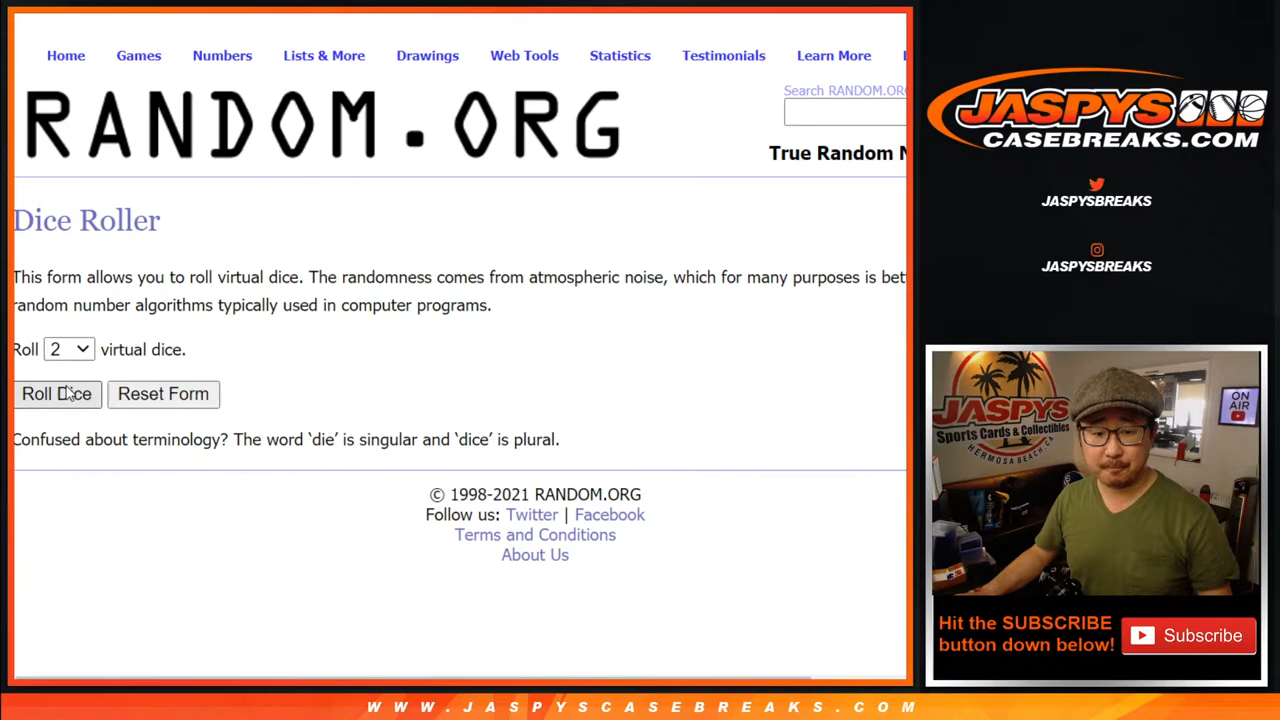 Home Games Numbers Lists & More Drawings Web Tools Statistics Testimonials Learn More
RANDOM.ORG
Search RANDOM.ORG
True Random N
Dice Roller
This form allows you to roll virtual dice. The randomness comes from atmospheric noise, which for many purposes is bet
random number algorithms typically used in computer programs.
Roll 2 virtual dice.
Roll Dice Reset Form
Confused about terminology? The word ‘die’ is singular and ‘dice’ is plural.
© 1998-2021 RANDOM.ORG
Follow us: Twitter | Facebook
Terms and Conditions
About Us
JASPYS
CASEBREAKS.COM
JASPYSBREAKS
JASPYSBREAKS
JASPYS
Sports Cards & Collectibles
HERMOSA BEACH, CA
ON
AIR
Hit the SUBSCRIBE
button down below!
Subscribe
WWW.JASPYSCASEBREAKS.COM